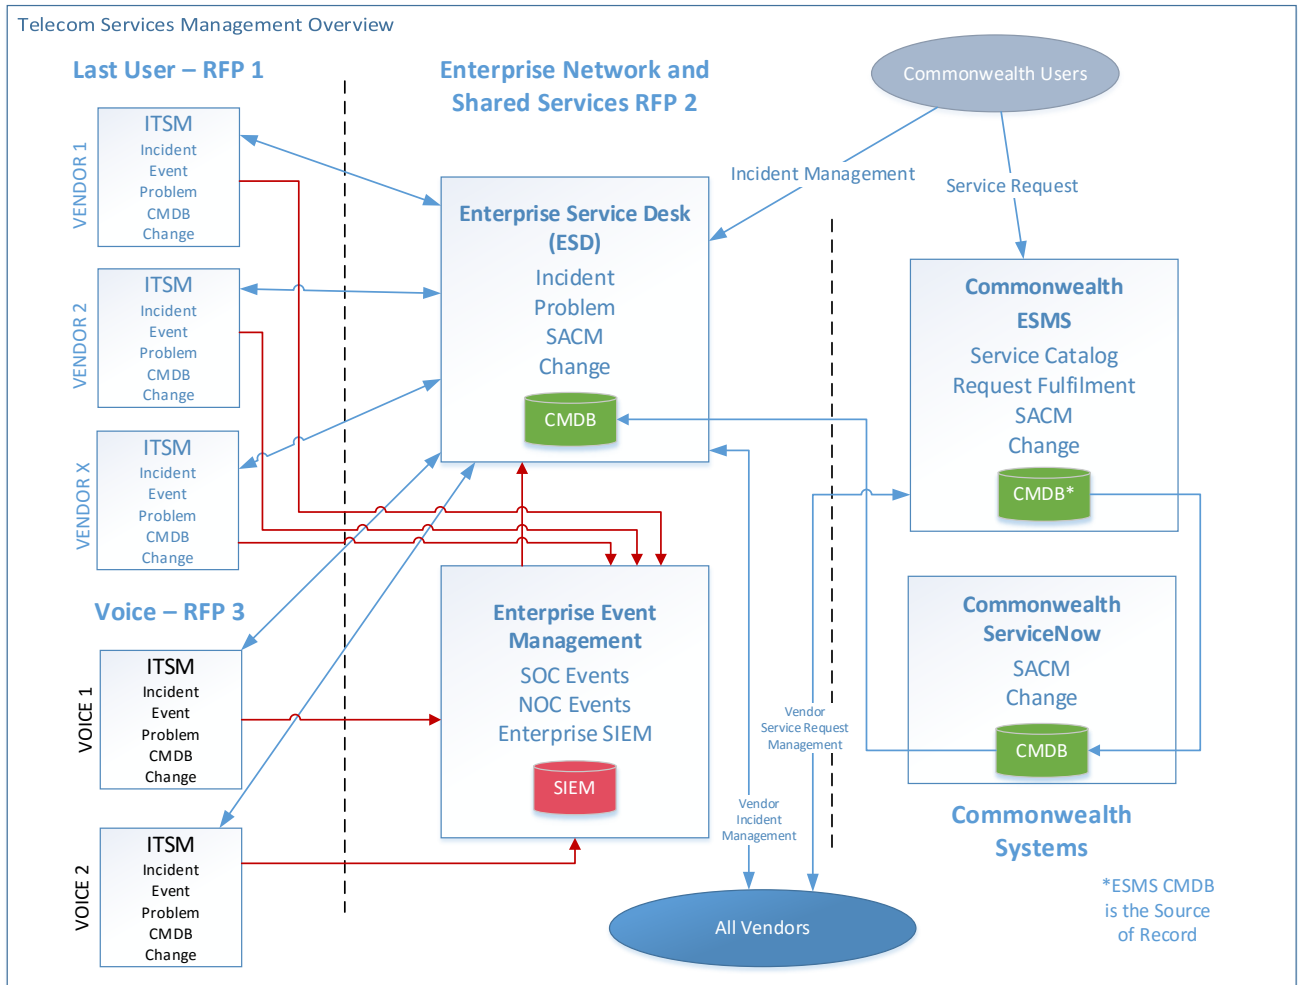 Telecom Services Management Overview
Last User – RFP 1
Enterprise Network and
Shared Services RFP 2
Commonwealth Users
Incident Management
Service Request
VENDOR 1
ITSM
Incident
Event
Problem
CMDB
Change
VENDOR 2
ITSM
Incident
Event
Problem
CMDB
Change
VENDOR X
ITSM
Incident
Event
Problem
CMDB
Change
Voice – RFP 3
VOICE 1
ITSM
Incident
Event
Problem
CMDB
Change
VOICE 2
ITSM
Incident
Event
Problem
CMDB
Change
Enterprise Service Desk
(ESD)
Incident
Problem
SACM
Change
CMDB
Enterprise Event
Management
SOC Events
NOC Events
Enterprise SIEM
SIEM
Commonwealth
ESMS
Service Catalog
Request Fulfilment
SACM
Change
CMDB*
Commonwealth
ServiceNow
SACM
Change
CMDB
Commonwealth
Systems
Vendor
Service Request
Management
Vendor
Incident
Management
All Vendors
*ESMS CMDB
is the Source
of Record